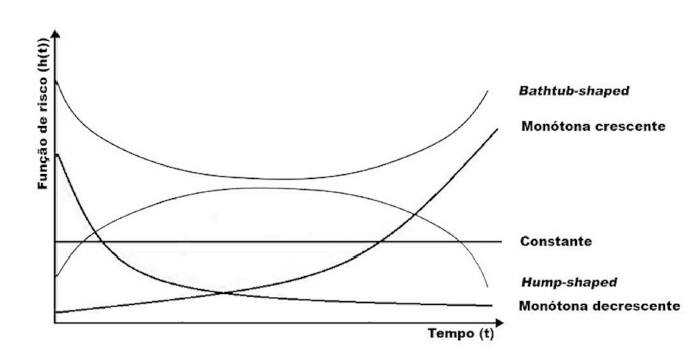 Função de risco (h(t))
Bathtub-shaped
Monótona crescente
Constante
Hump-shaped
Monótona decrescente
Tempo (t)